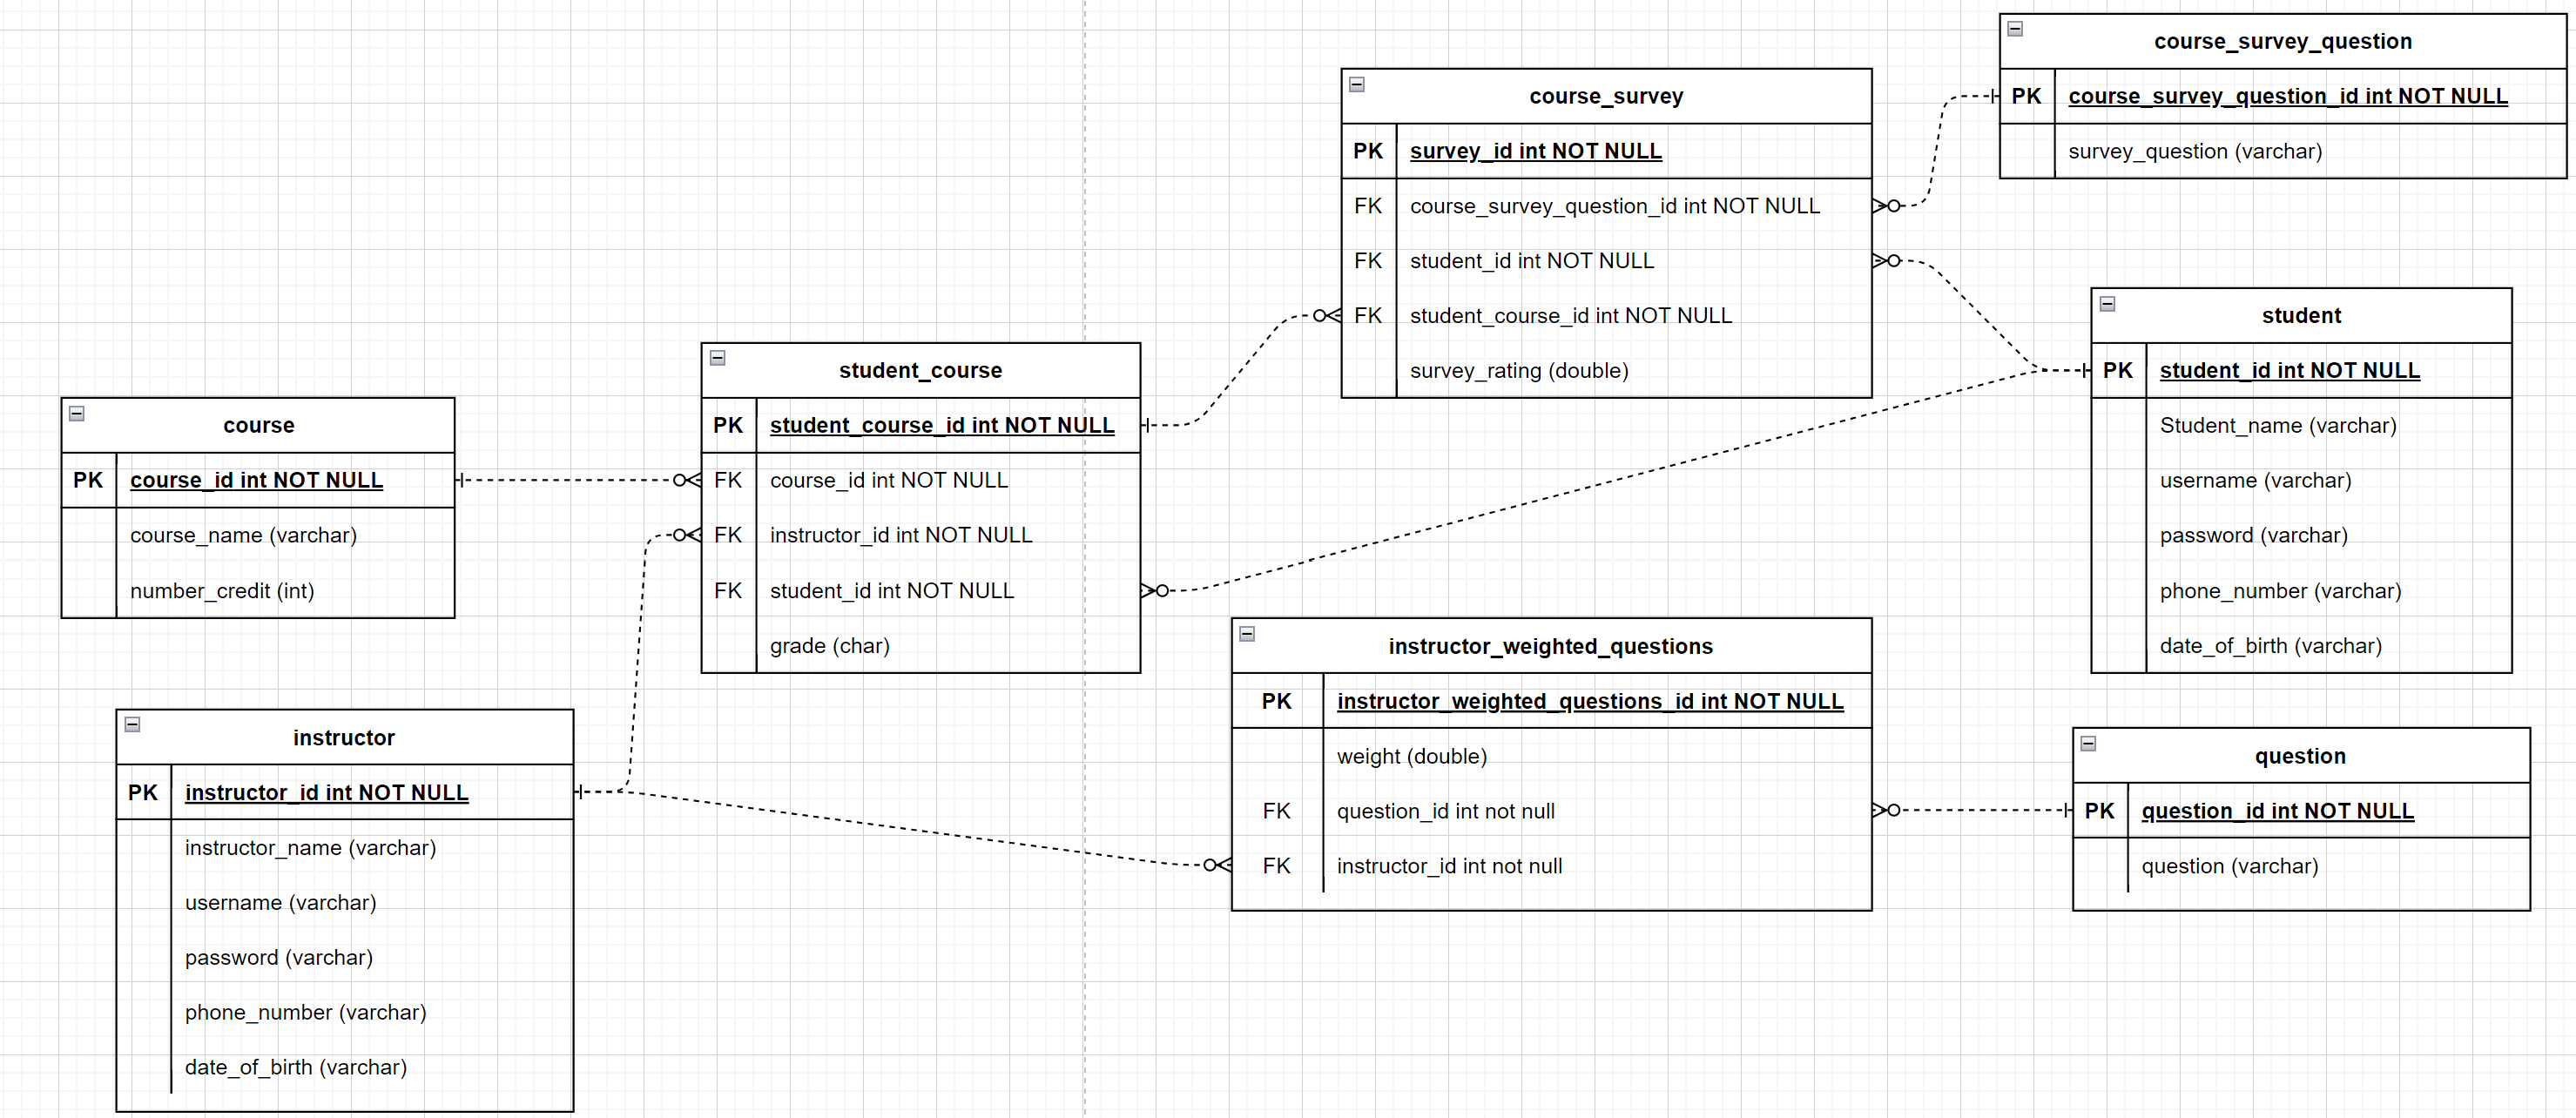 course_survey_question
PK course_survey_question_id int NOT NULL
survey_question (varchar)
course_survey
PK survey_id int NOT NULL
FK course_survey_question_id int NOT NULL
FK student_id int NOT NULL
FK student_course_id int NOT NULL
survey_rating (double)
student
PK student_id int NOT NULL
Student_name (varchar)
username (varchar)
password (varchar)
phone_number (varchar)
date_of_birth (varchar)
student_course
PK student_course_id int NOT NULL
FK course_id int NOT NULL
FK instructor_id int NOT NULL
FK student_id int NOT NULL
grade (char)
course
PK course_id int NOT NULL
course_name (varchar)
number_credit (int)
instructor_weighted_questions
PK instructor_weighted_questions_id int NOT NULL
weight (double)
FK question_id int not null
FK instructor_id int not null
question
PK question_id int NOT NULL
question (varchar)
instructor
PK instructor_id int NOT NULL
instructor_name (varchar)
username (varchar)
password (varchar)
phone_number (varchar)
date_of_birth (varchar)